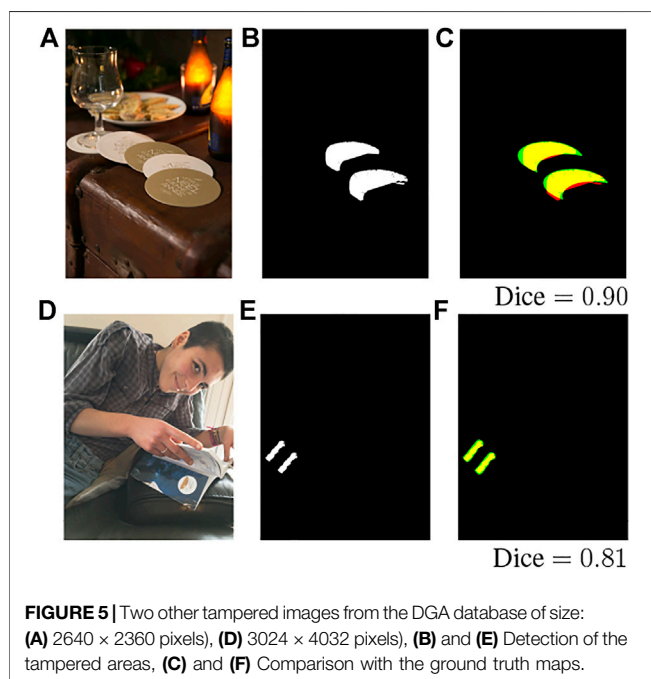 A
B
C
Dice = 0.90
D
E
F
Dice = 0.81
FIGURE 5 | Two other tampered images from the DGA database of size:
(A) 2640 × 2360 pixels), (D) 3024 × 4032 pixels), (B) and (E) Detection of the
tampered areas, (C) and (F) Comparison with the ground truth maps.